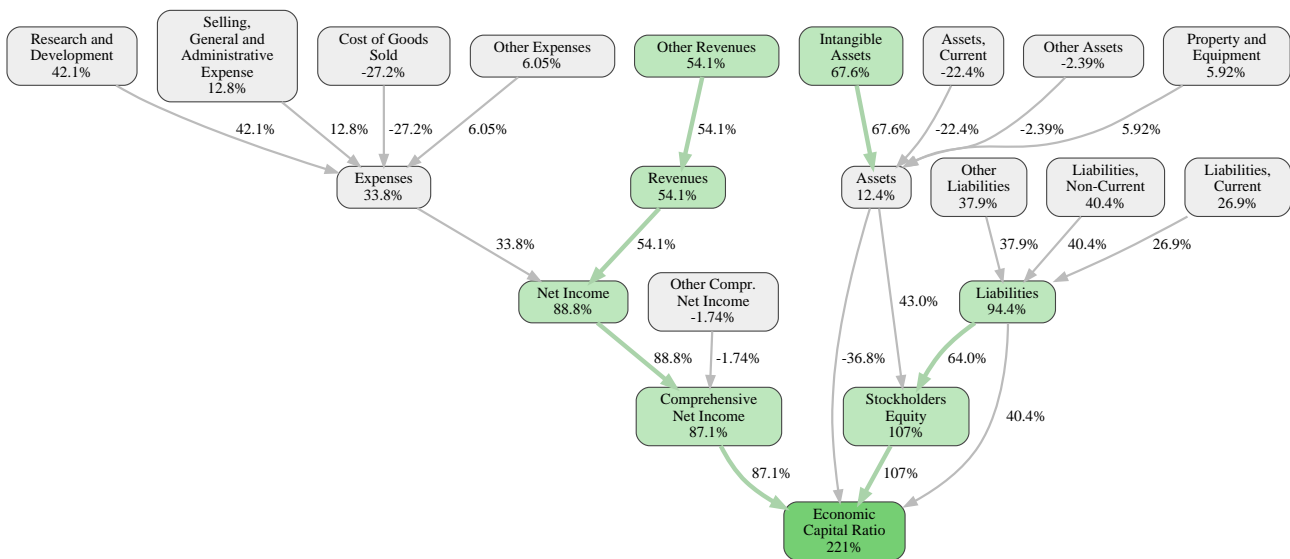 Research and
Development
42.1%
Selling,
General and
Administrative
Expense
12.8%
Cost of Goods
Sold
-27.2%
Other Expenses
6.05%
Other Revenues
54.1%
Intangible
Assets
67.6%
Assets,
Current
-22.4%
Other Assets
-2.39%
Property and
Equipment
5.92%
42.1%
12.8%
-27.2%
6.05%
54.1%
67.6%
-22.4%
-2.39%
5.92%
Expenses
33.8%
Revenues
54.1%
Assets
12.4%
Other
Liabilities
37.9%
Liabilities,
Non-Current
40.4%
Liabilities,
Current
26.9%
33.8%
54.1%
37.9%
40.4%
26.9%
Net Income
88.8%
Other Compr.
Net Income
-1.74%
43.0%
Liabilities
94.4%
88.8%
-1.74%
-36.8%
64.0%
Comprehensive
Net Income
87.1%
Stockholders
Equity
107%
40.4%
87.1%
107%
Economic
Capital Ratio
221%